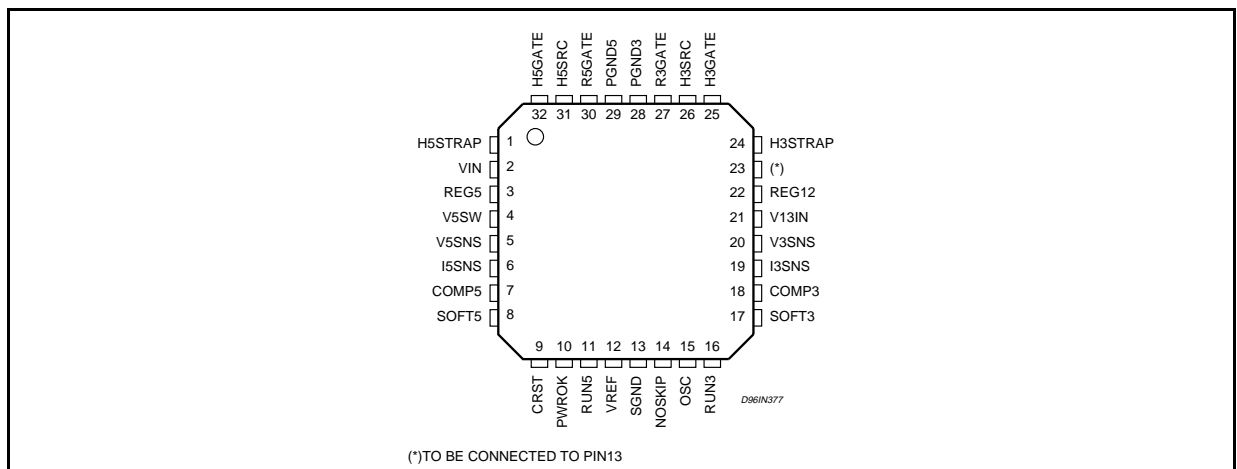 H5GATE
H5SRC
R5GATE
PGND5
PGND3
R3GATE
H3SRC
H3GATE
32 31 30 29 28 27 26 25
H5STRAP 1 24 H3STRAP
VIN 2 23 (*)
REG5 3 22 REG12
V5SW 4 21 V13IN
V5SNS 5 20 V3SNS
I5SNS 6 19 I3SNS
COMP5 7 18 COMP3
SOFT5 8 17 SOFT3
9 10 11 12 13 14 15 16
CRST
PWROK
RUN5
VREF
SGND
NOSKIP
OSC
RUN3
D96IN377
(*)TO BE CONNECTED TO PIN13